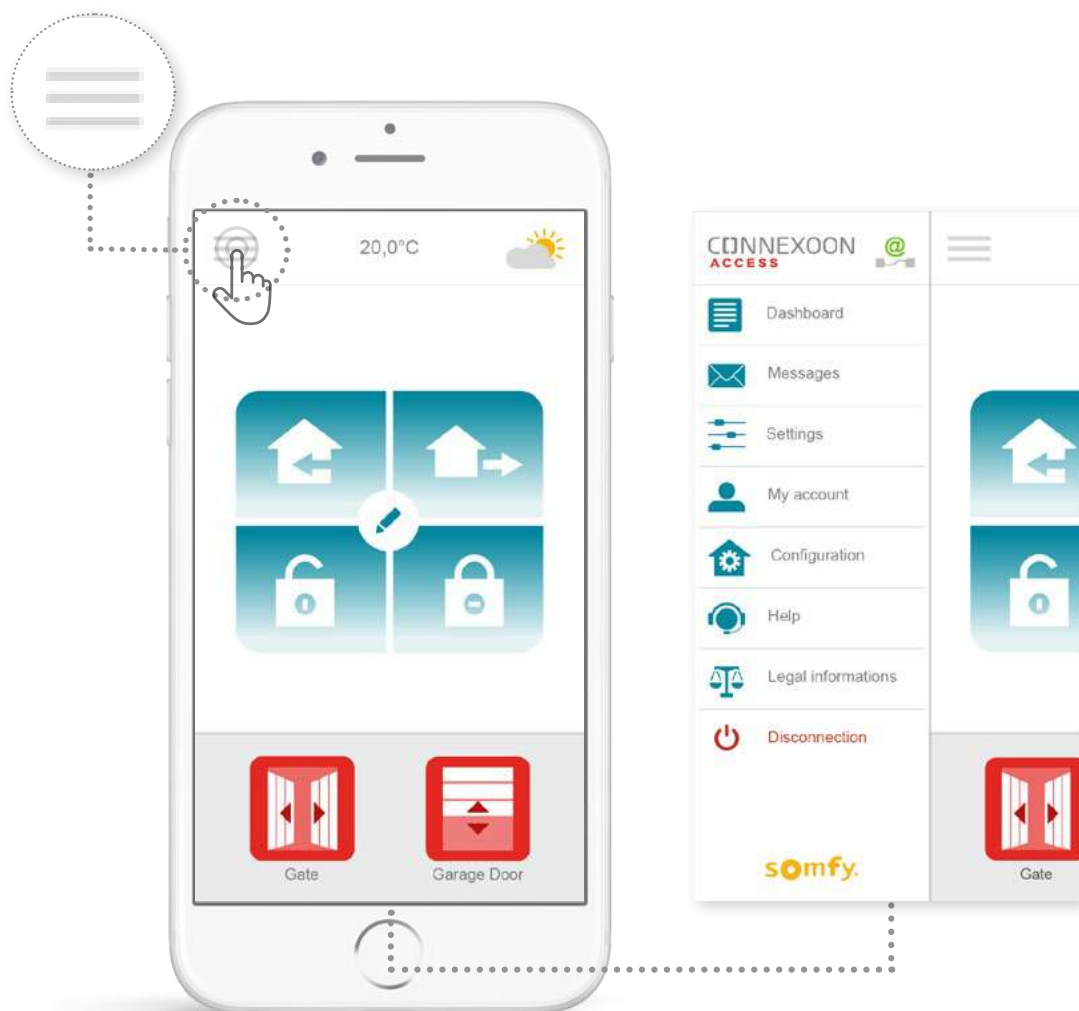 20,0°C
Gate
Garage Door
CONNEXOON
ACCESS
@
Dashboard
Messages
Settings
My account
Configuration
Help
Legal informations
Disconnection
somfy.
Gate